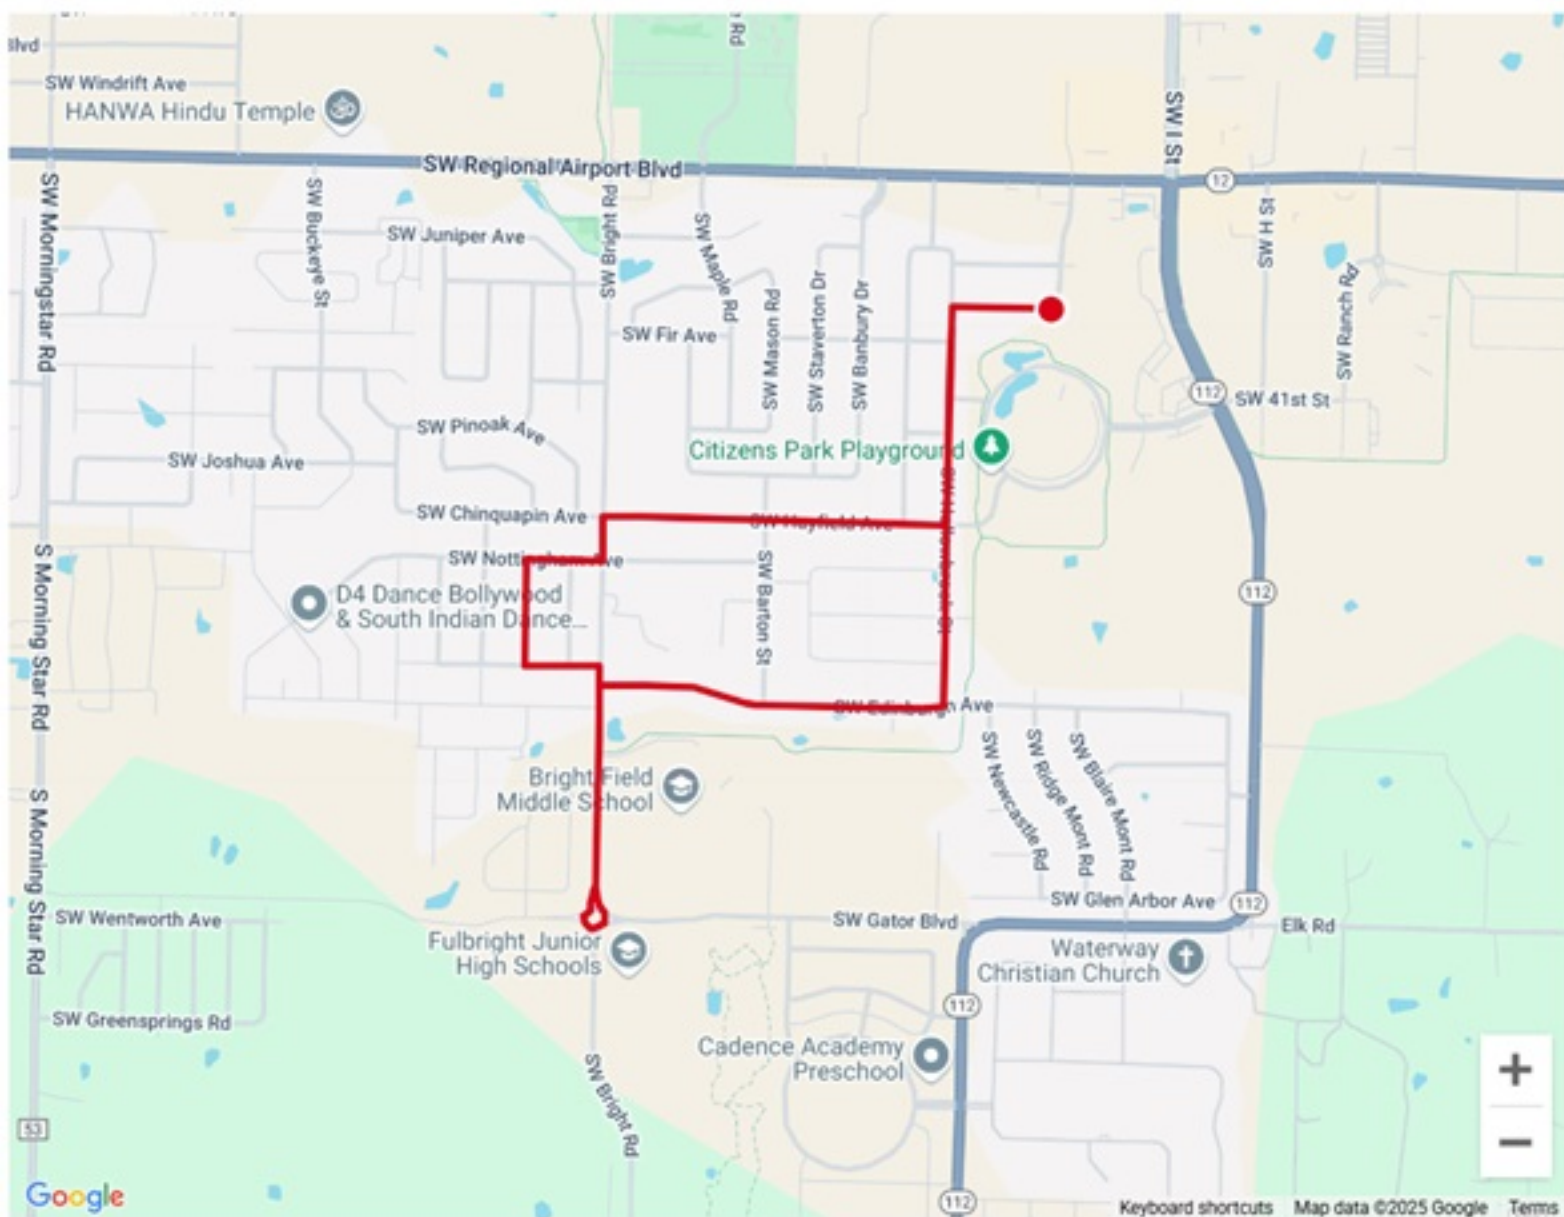 Blvd
SW Windrift Ave
HANWA Hindu Temple
SW Regional Airport Blvd
SW I St
12
SW Morningstar Rd
SW Buckeye St
SW Juniper Ave
SW Bright Rd
SW Maple Rd
SW H St
SW Ranch Rd
SW Fir Ave
SW Mason Rd
SW Staverton Dr
SW Banbury Dr
112
SW 41st St
SW Pinoak Ave
SW Joshua Ave
Citizens Park Playground
SW Chinquapin Ave
SW Hayfield Ave
SW Nottingham Ave
D4 Dance Bollywood
& South Indian Dance...
SW Barton St
112
S Morning Star Rd
SW Edinburgh Ave
Bright Field
Middle School
SW Newcastle Rd
SW Ridge Mont Rd
SW Blaire Mont Rd
S Morning Star Rd
SW Wentworth Ave
SW Glen Arbor Ave
112
SW Gator Blvd
Elk Rd
Fulbright Junior
High Schools
Waterway
Christian Church
112
SW Greensprings Rd
Cadence Academy
Preschool
SW Bright Rd
53
+
−
112
Google
Keyboard shortcuts
Map data ©2025 Google
Terms